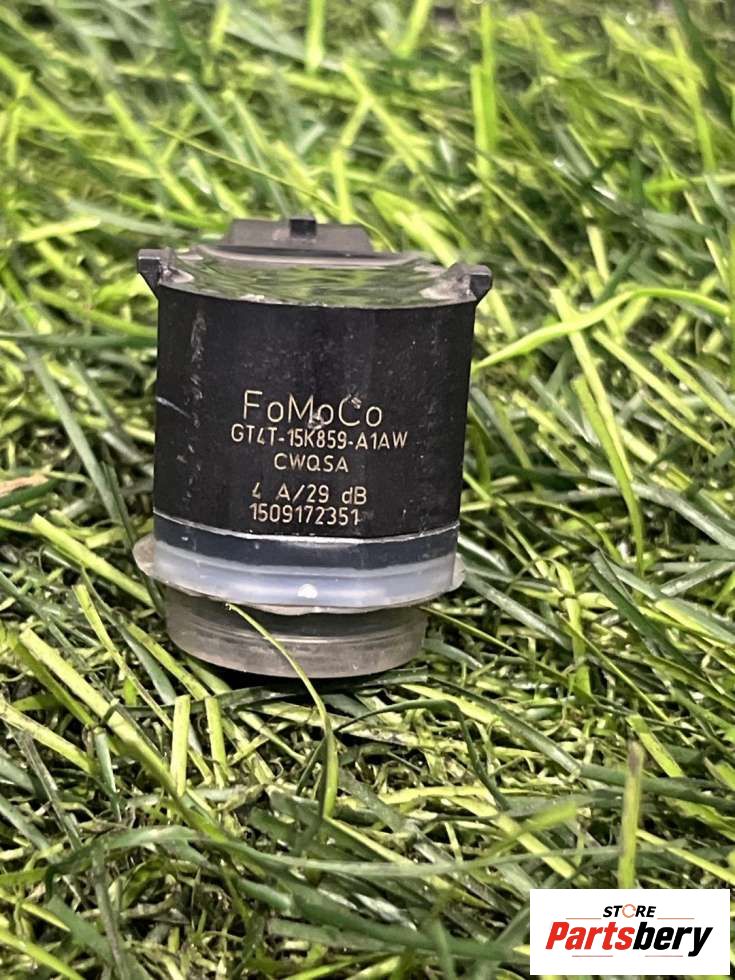 FoMoCo
GT4T-15K859-A1AW
CWQSA
4 A/29 dB
1509172351
STORE
Partsbery